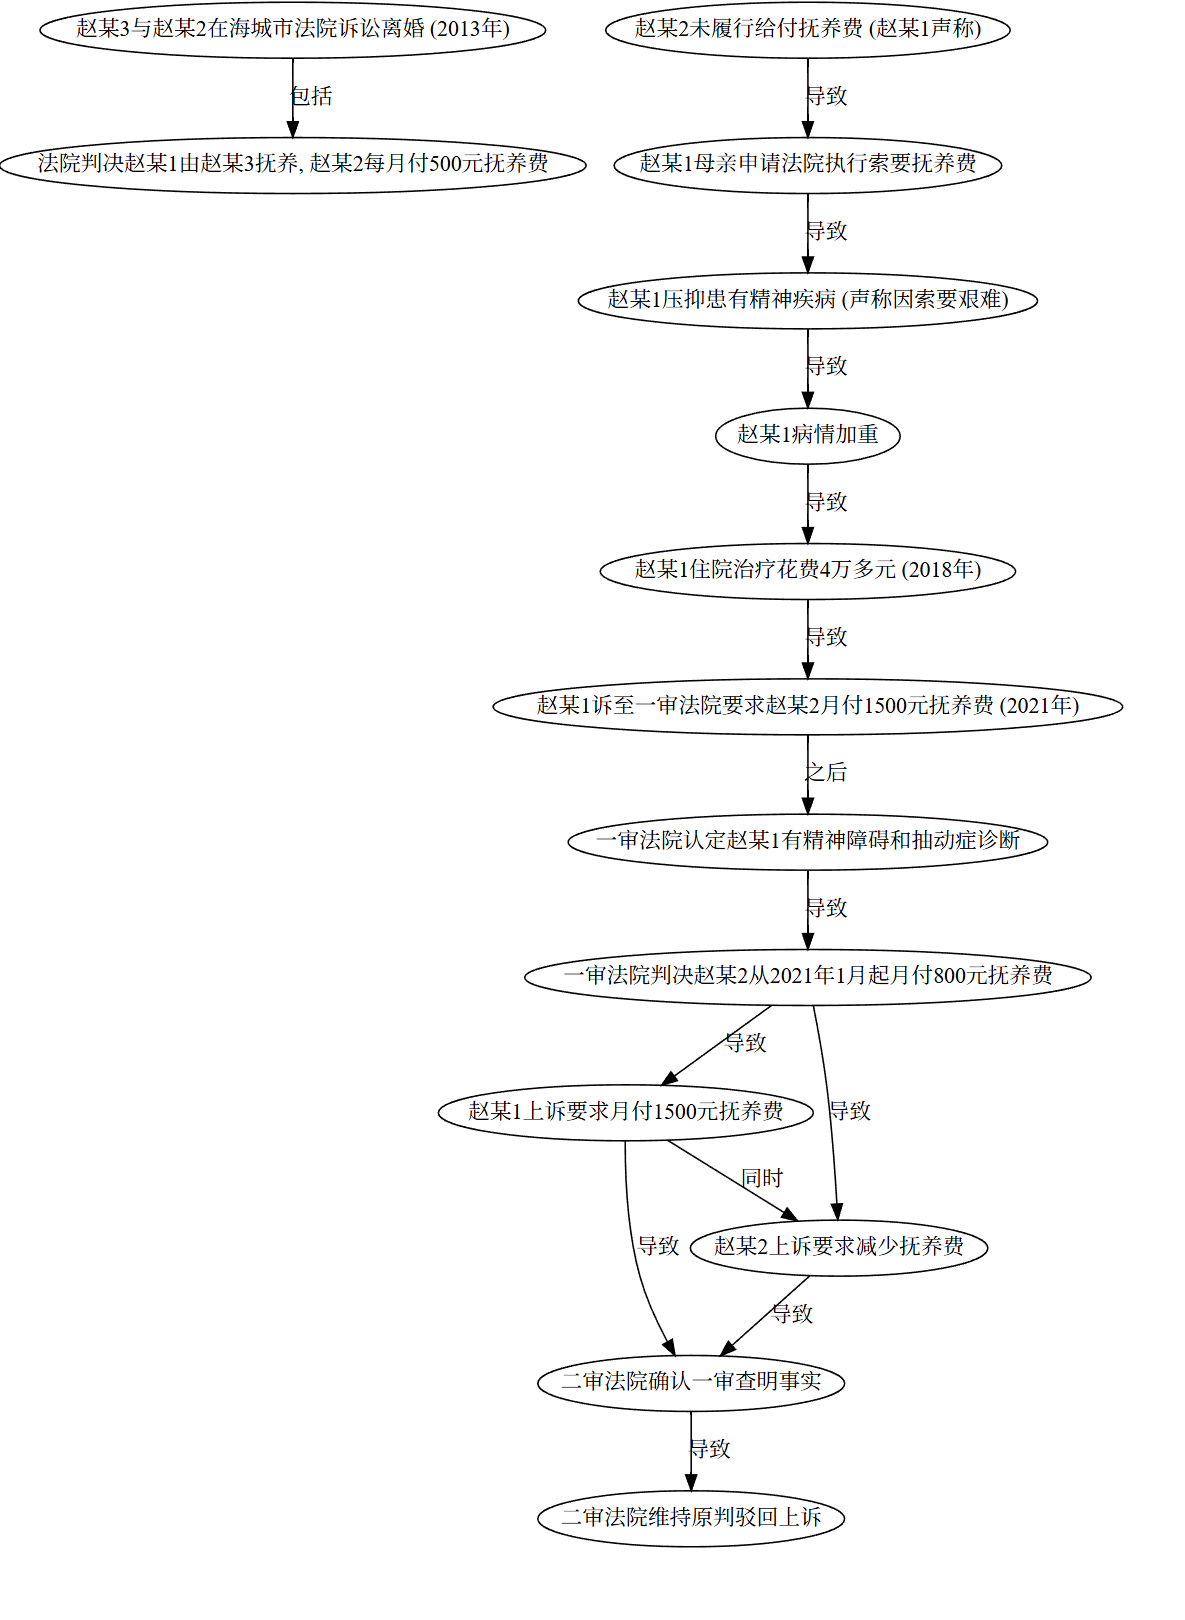 赵某3与赵某2在海城市法院诉讼离婚 (2013年)
赵某2未履行给付抚养费 (赵某1声称)
包括
导致
法院判决赵某1由赵某3抚养, 赵某2每月付500元抚养费
赵某1母亲申请法院执行索要抚养费
导致
赵某1压抑患有精神疾病 (声称因索要艰难)
导致
赵某1病情加重
导致
赵某1住院治疗花费4万多元 (2018年)
导致
赵某1诉至一审法院要求赵某2月付1500元抚养费 (2021年)
之后
一审法院认定赵某1有精神障碍和抽动症诊断
导致
一审法院判决赵某2从2021年1月起月付800元抚养费
导致
赵某1上诉要求月付1500元抚养费
导致
同时
导致
赵某2上诉要求减少抚养费
导致
二审法院确认一审查明事实
导致
二审法院维持原判驳回上诉